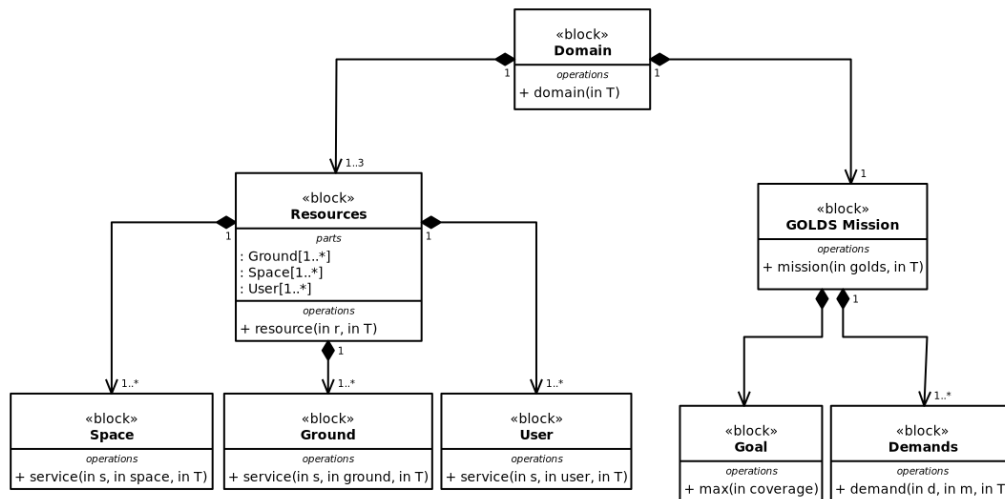 «block»
Domain
operations
+ domain(in T)
1
1
1..3
1
«block»
Resources
parts
: Ground[1..*]
: Space[1..*]
: User[1..*]
operations
+ resource(in r, in T)
1
1
1
«block»
GOLDS Mission
operations
+ mission(in golds, in T)
1
1..*
1..*
1..*
1..*
«block»
Space
operations
+ service(in s, in space, in T)
«block»
Ground
operations
+ service(in s, in ground, in T)
«block»
User
operations
+ service(in s, in user, in T)
«block»
Goal
operations
+ max(in coverage)
«block»
Demands
operations
+ demand(in d, in m, in T)